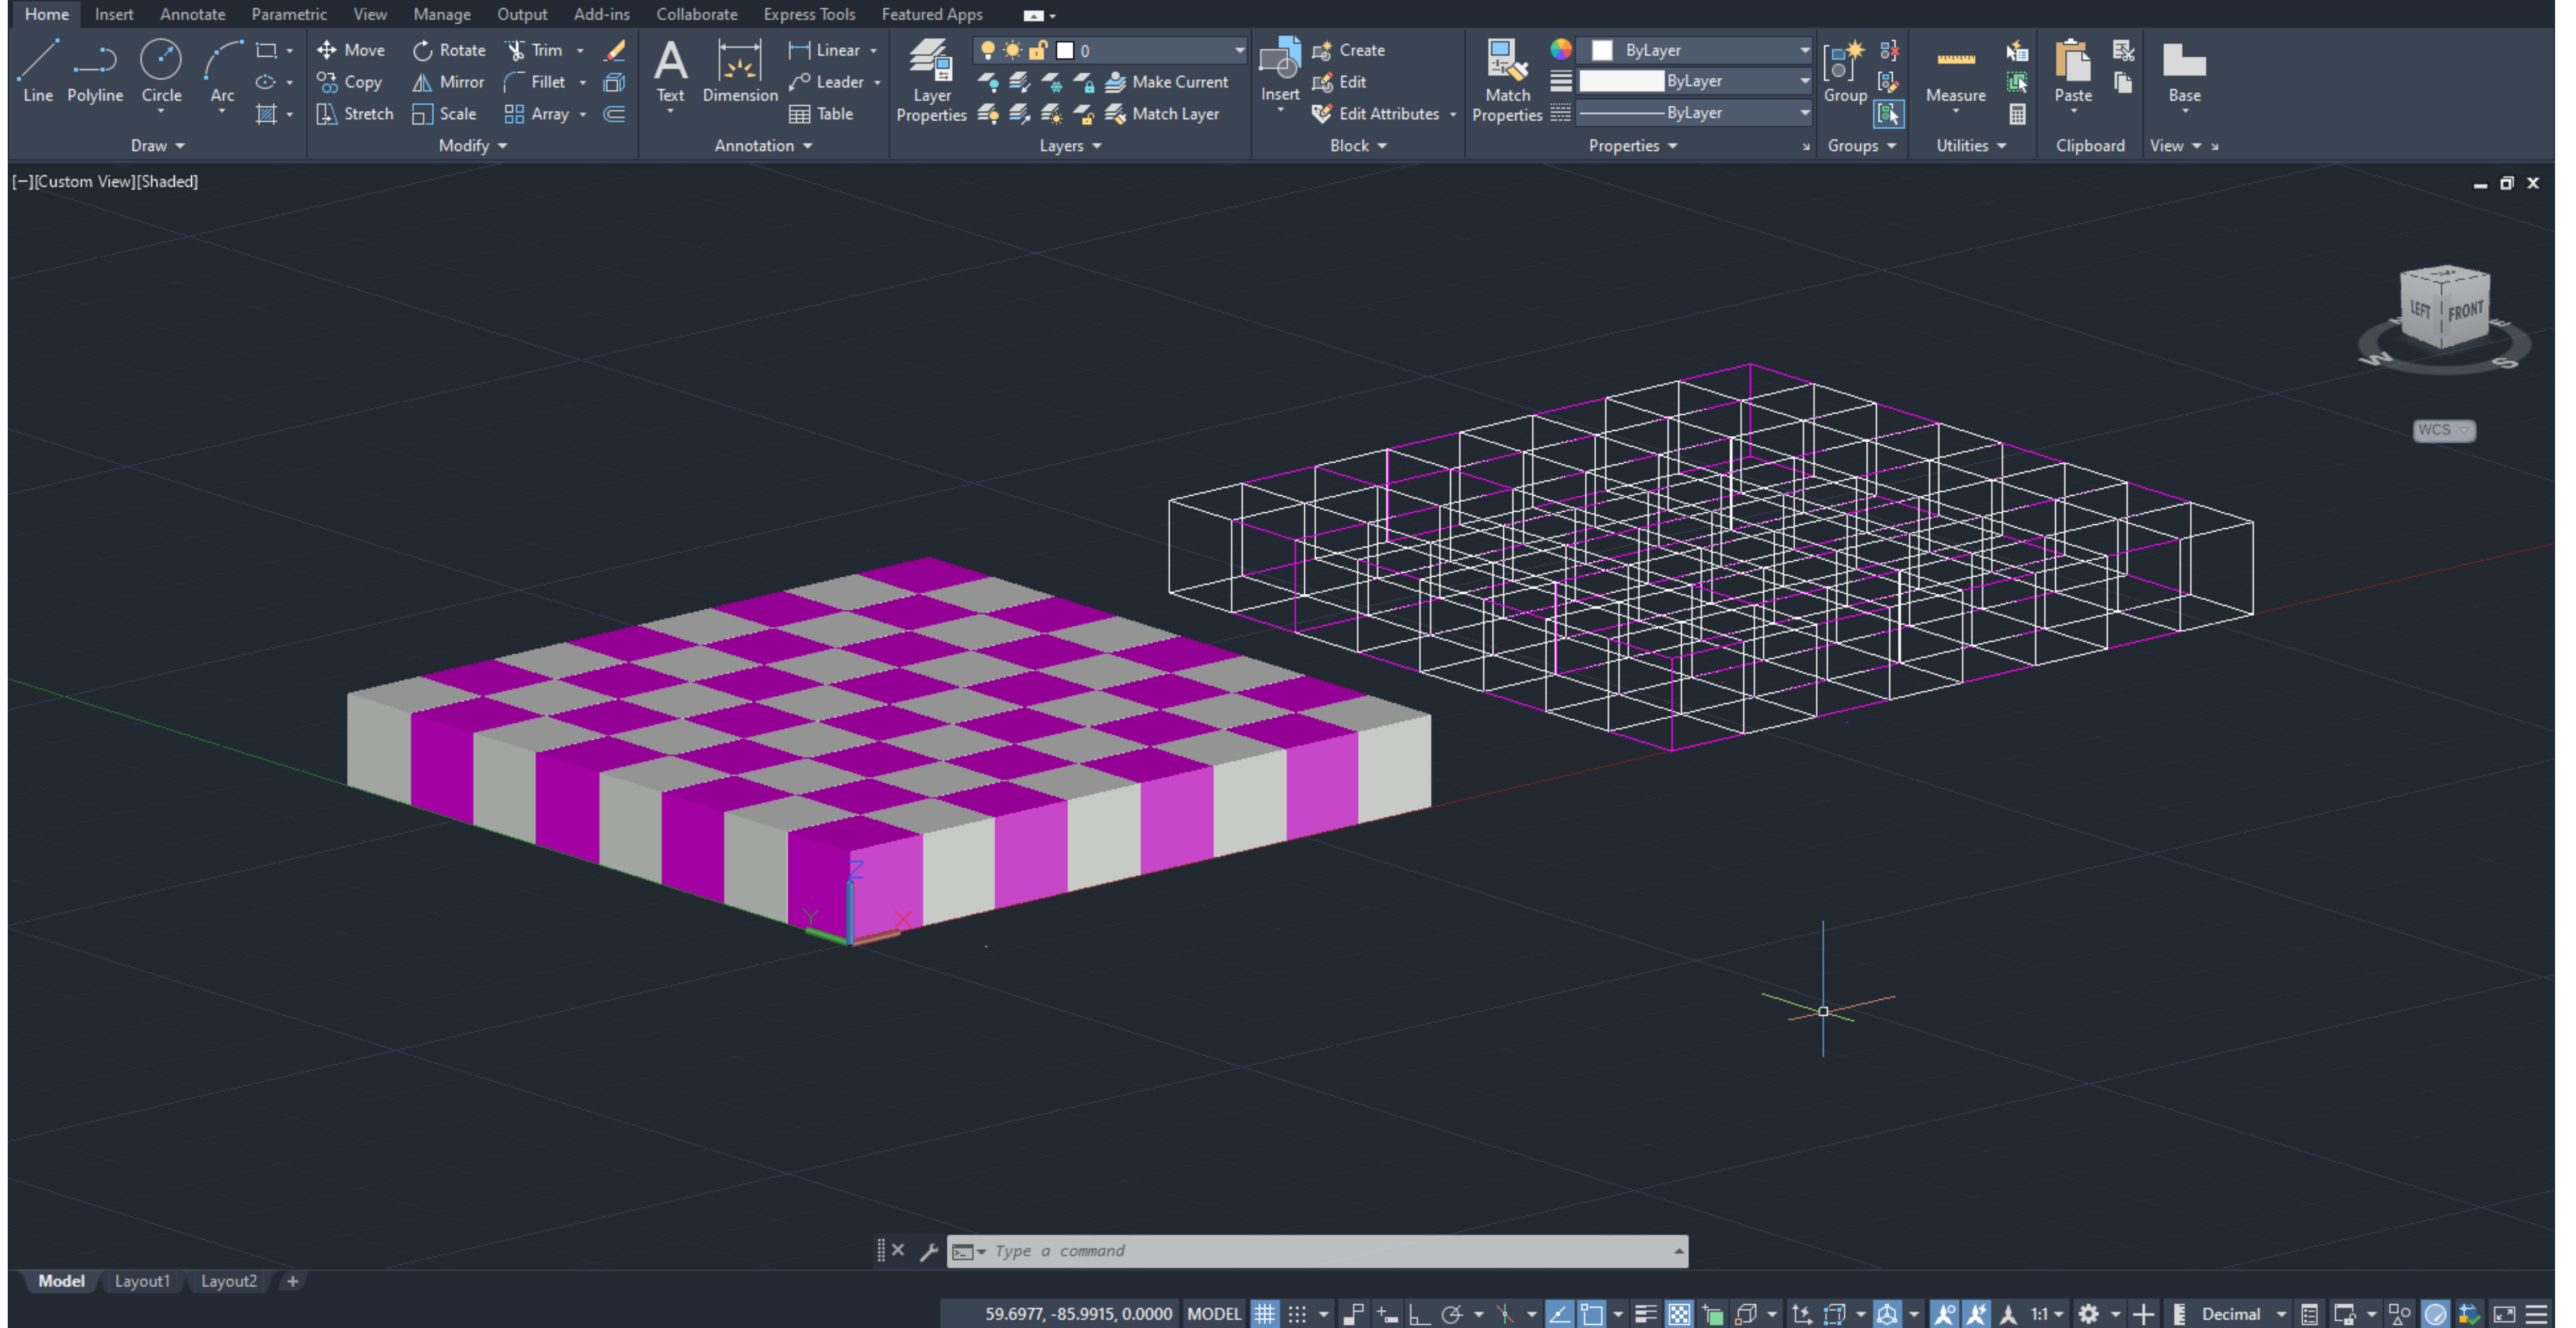 Home Insert Annotate Parametric View Manage Output Add-ins Collaborate Express Tools Featured Apps
Line Polyline Circle Arc
Move Rotate Trim
Copy Mirror Fillet
Stretch Scale Array
Text Dimension
Linear
Leader
Table
Layer Properties
0
Make Current
Match Layer
Insert
Create
Edit
Edit Attributes
Match Properties
ByLayer
ByLayer
ByLayer
Group
Measure
Paste
Base
Draw Modify Annotation Layers Block Properties Groups Utilities Clipboard View
[−][Custom View][Shaded]
LEFT FRONT
W S
WCS
Z
Y X
Type a command
Model Layout1 Layout2 +
59.6977, -85.9915, 0.0000 MODEL 1:1 Decimal